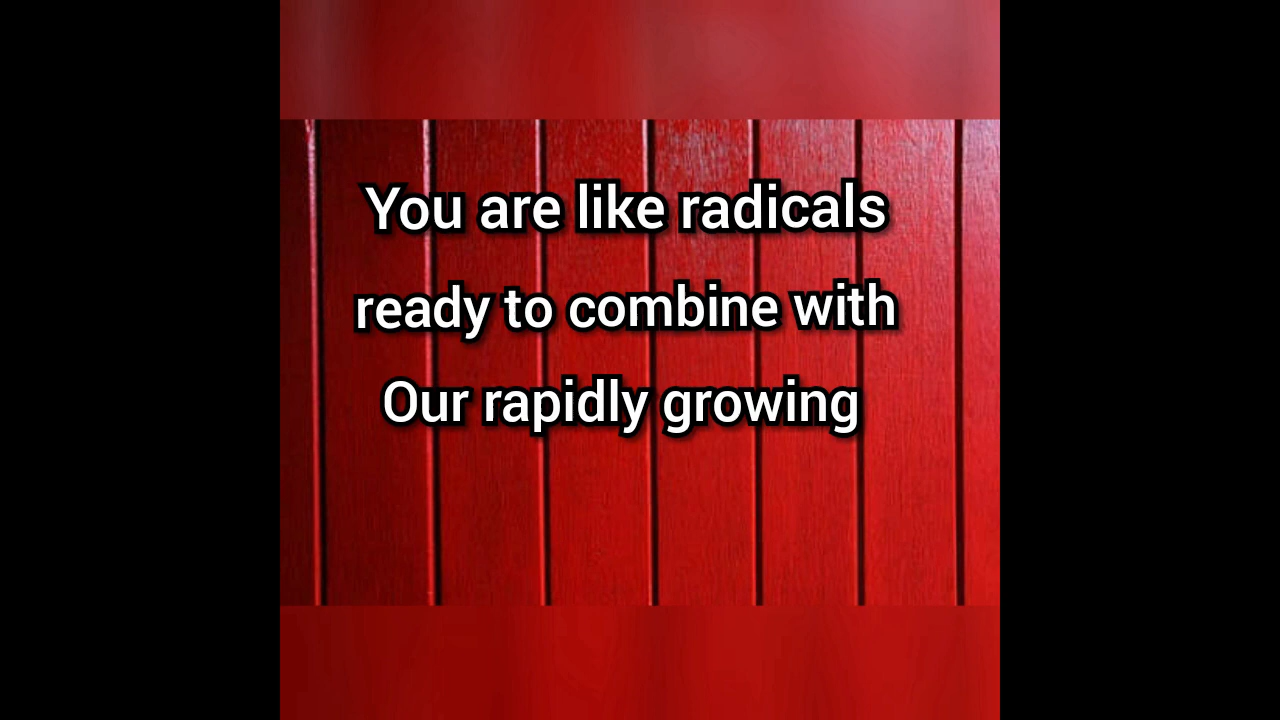 You are like radicals
ready to combine with
Our rapidly growing